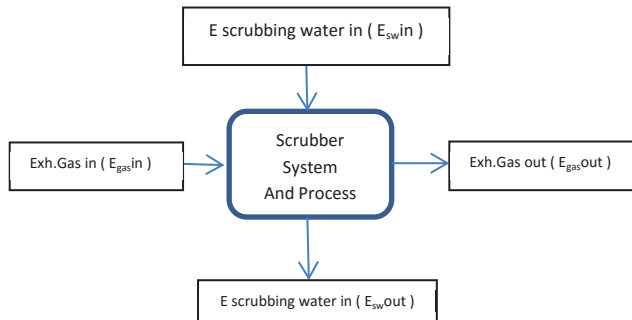 E scrubbing water in ( Eswin )
Exh.Gas in ( Egasin )
Scrubber
System
And Process
Exh.Gas out ( Egasout )
E scrubbing water in ( Eswout )